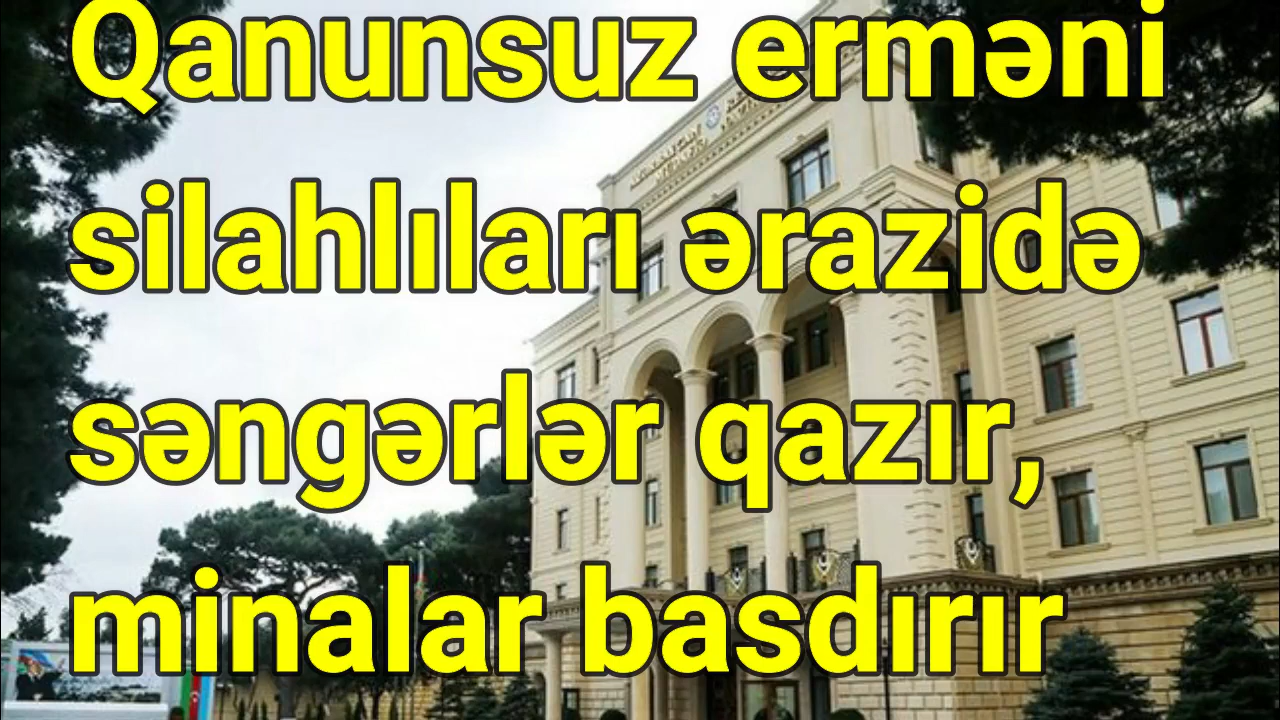 Qanunsuz erməni
silahlıları ərazidə
səngərlər qazır,
minalar basdırır